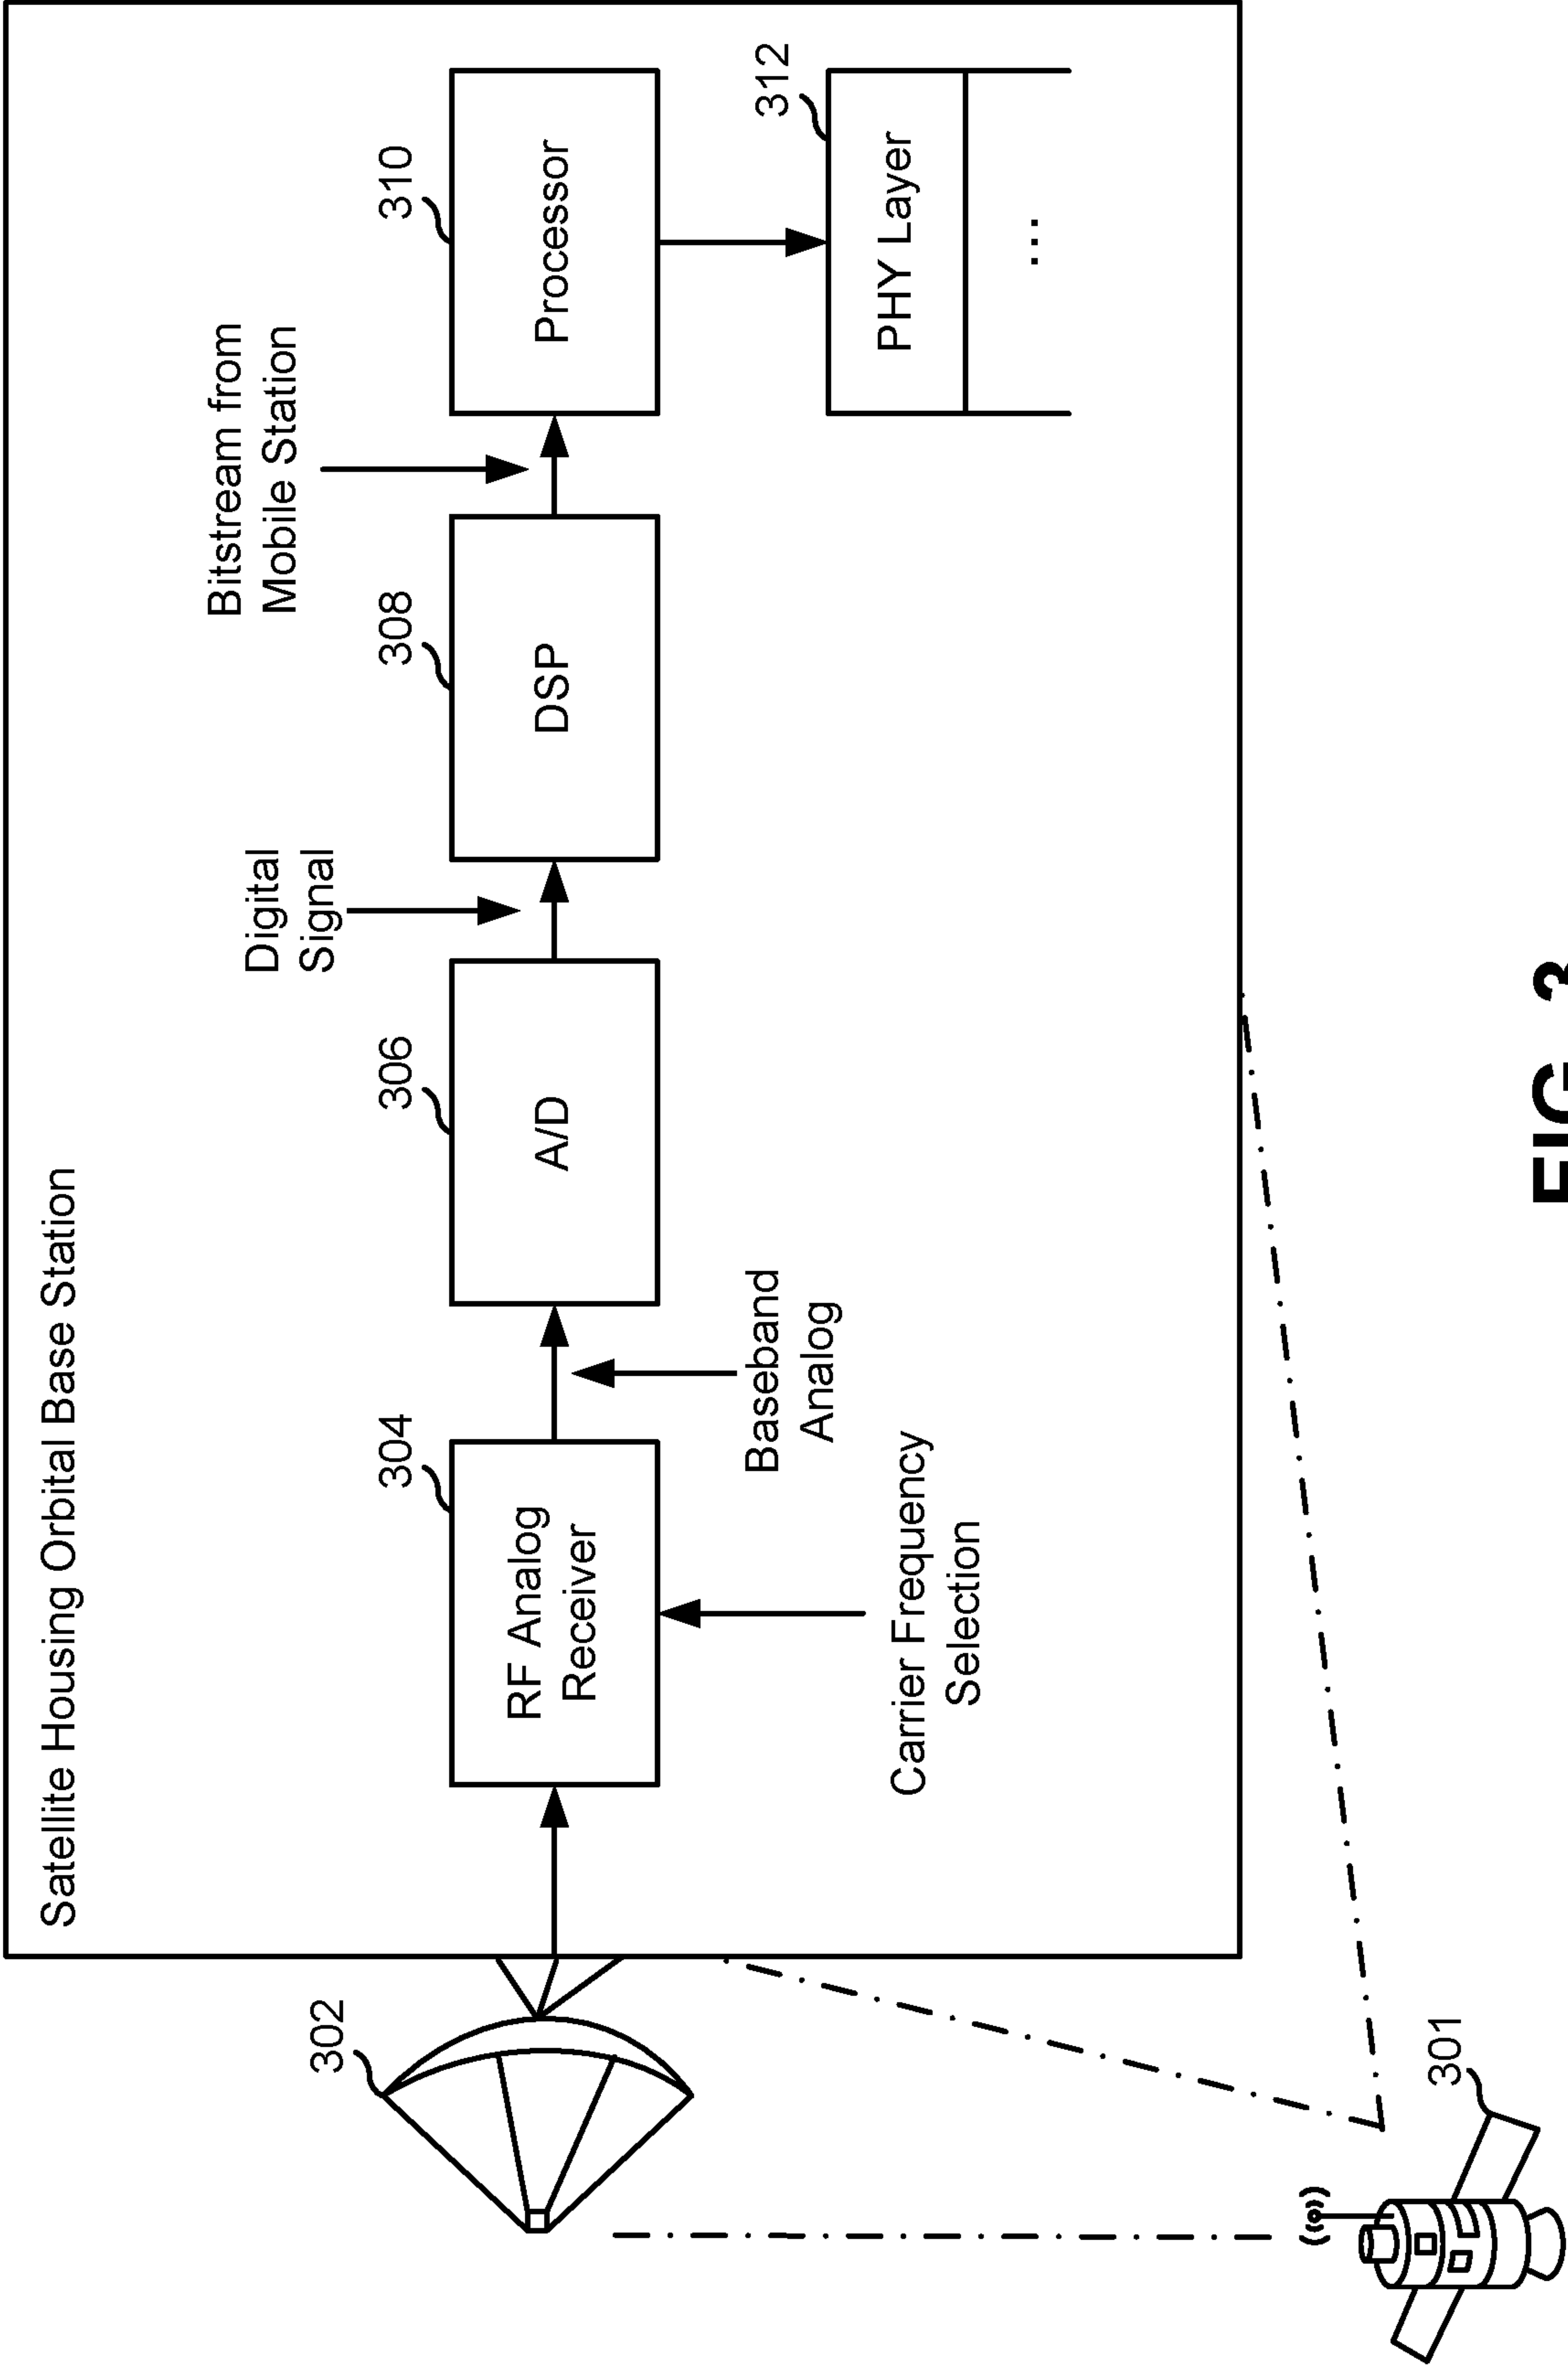 Satellite Housing Orbital Base Station
302
304
RF Analog
Receiver
Carrier Frequency
Selection
Baseband
Analog
306
A/D
Digital
Signal
308
DSP
Bitstream from
Mobile Station
310
Processor
312
PHY Layer
...
301
FIG. 3